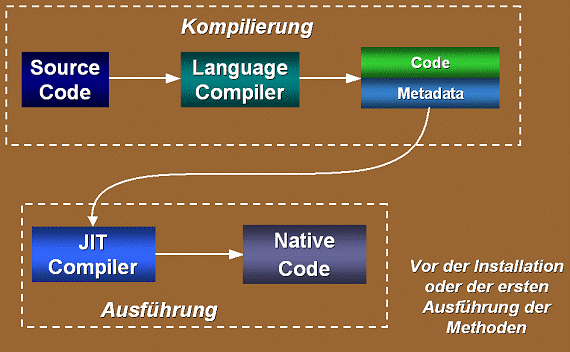 Kompilierung
Source
Code
Language
Compiler
Code
Metadata
JIT
Compiler
Native
Code
Ausführung
Vor der Installation
oder der ersten
Ausführung der
Methoden